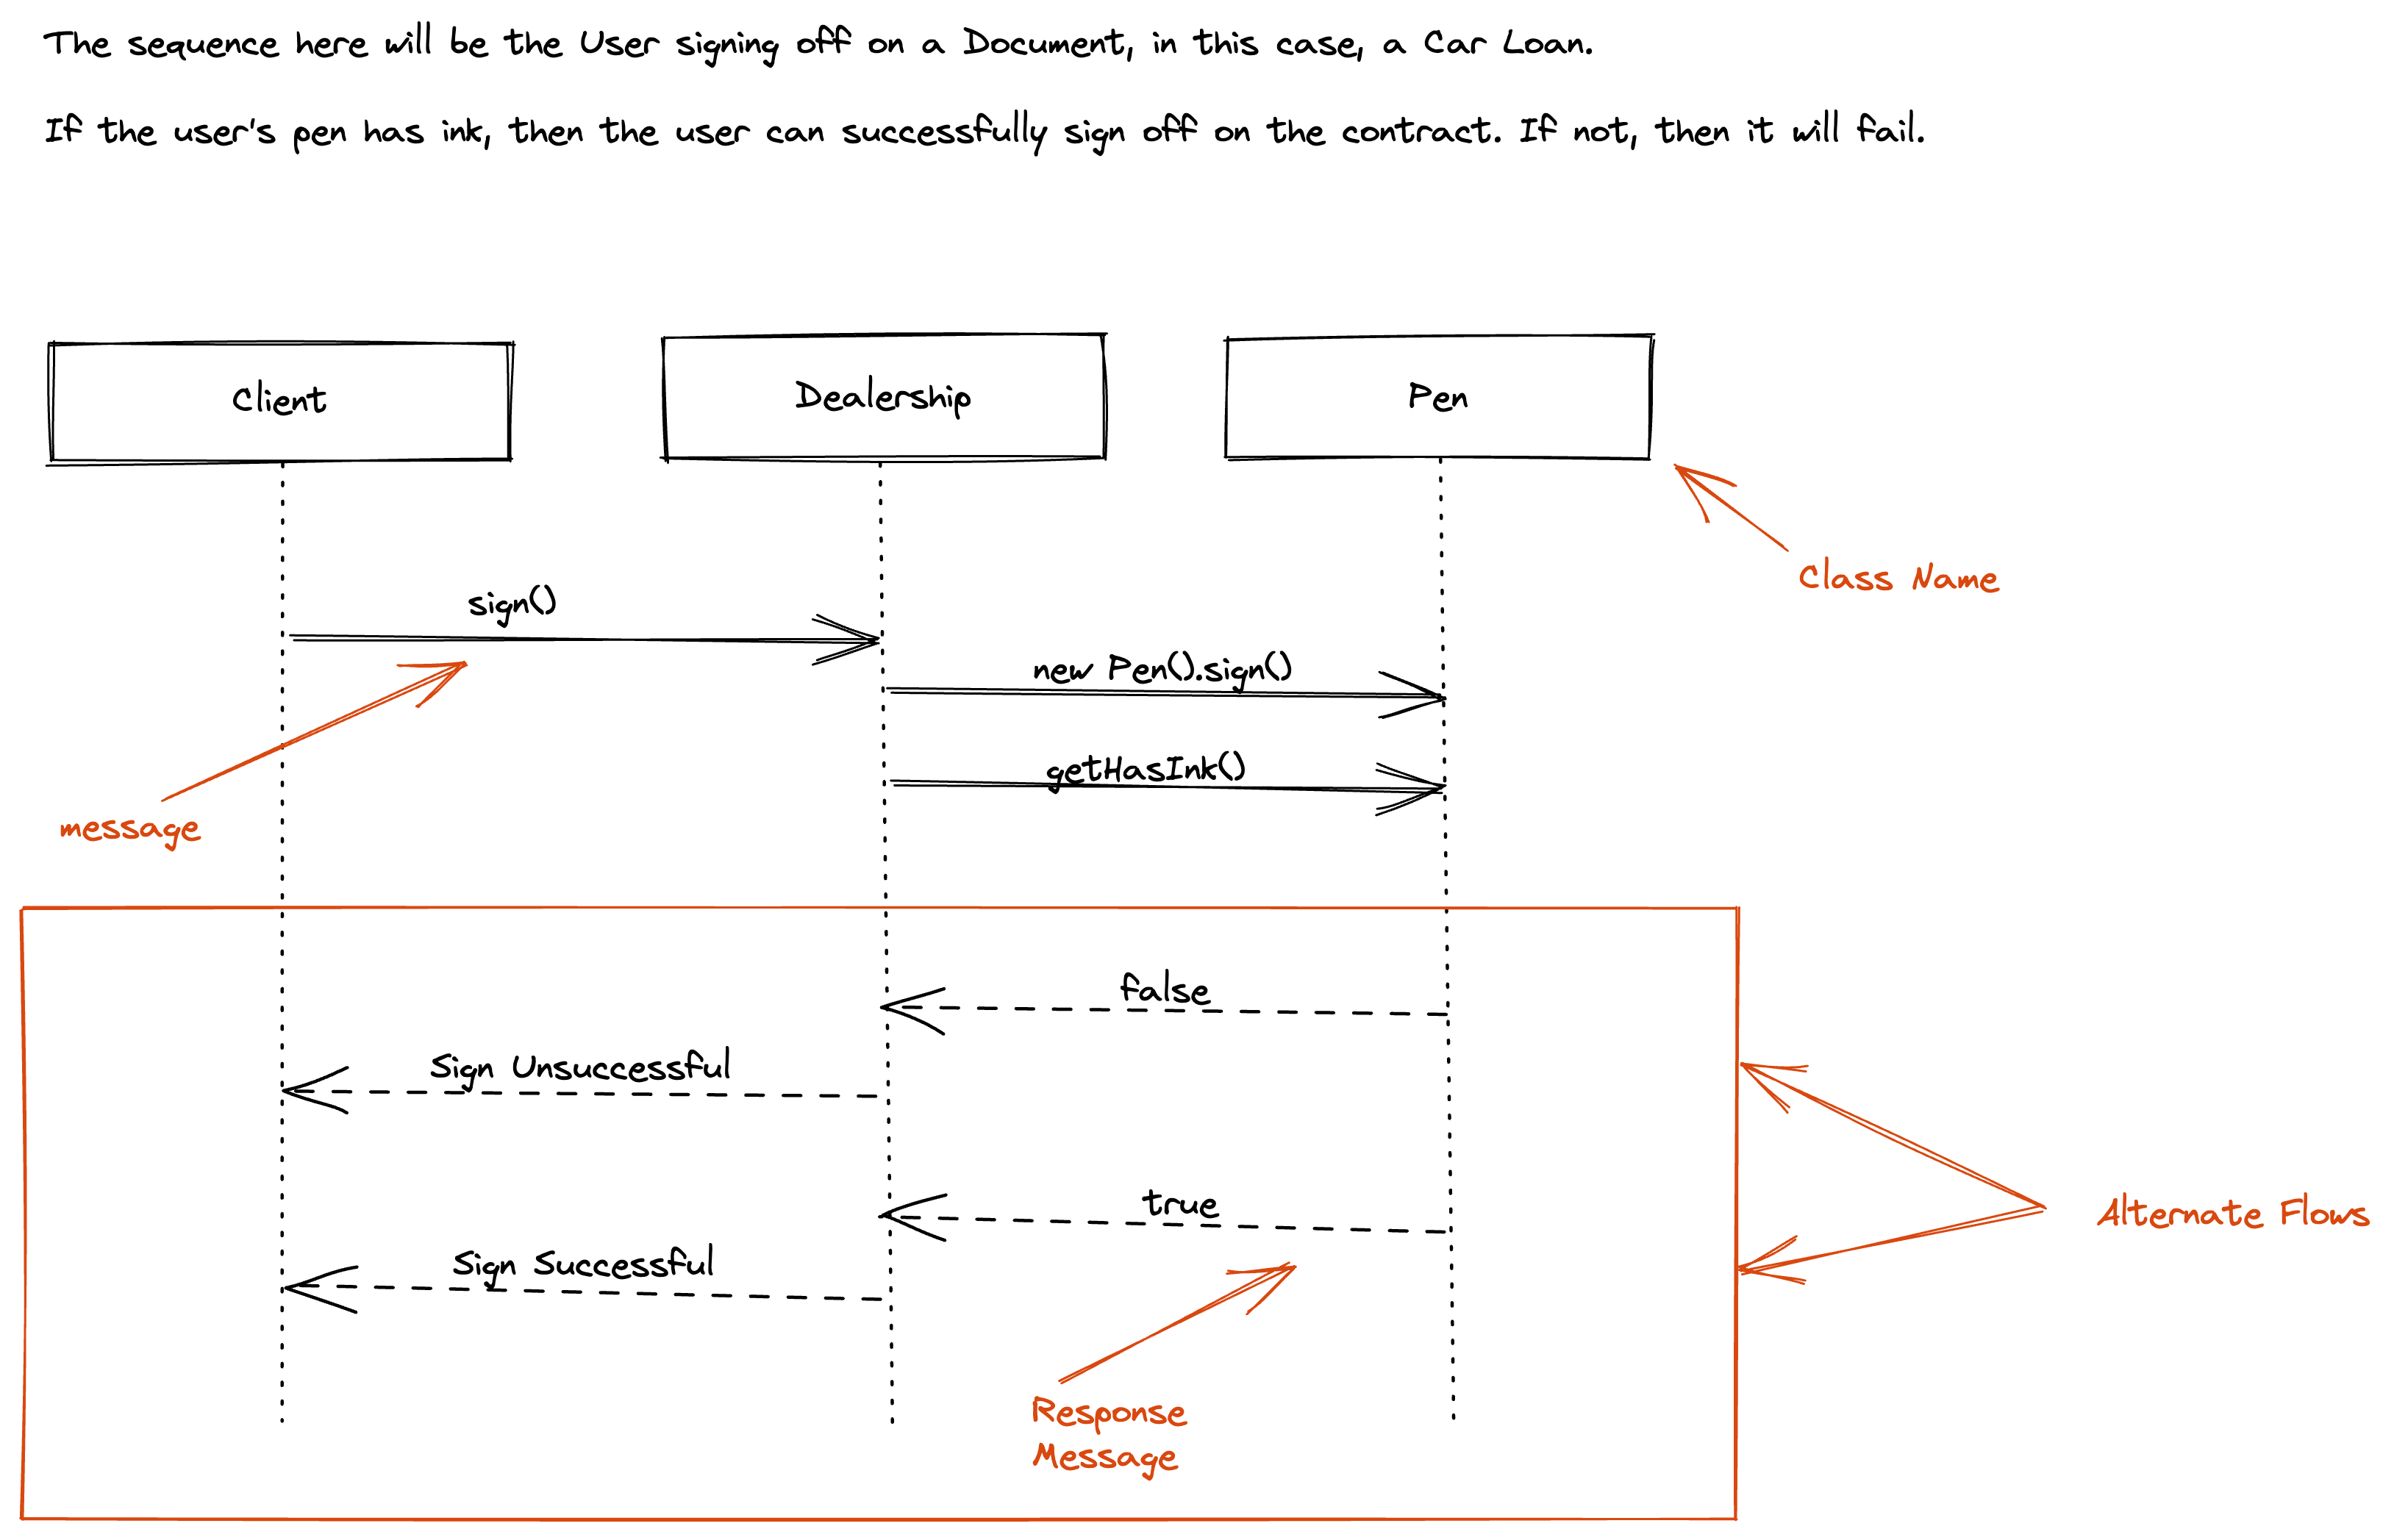 The sequence here will be the User signing off on a Document, in this case, a Car Loan.
If the user's pen has ink, then the user can successfully sign off on the contract. If not, then it will fail.
Client
Dealership
Pen
Class Name
sign()
new Pen().sign()
getHasInk()
message
false
Sign Unsuccessful
true
Alternate Flows
Sign Successful
Response
Message